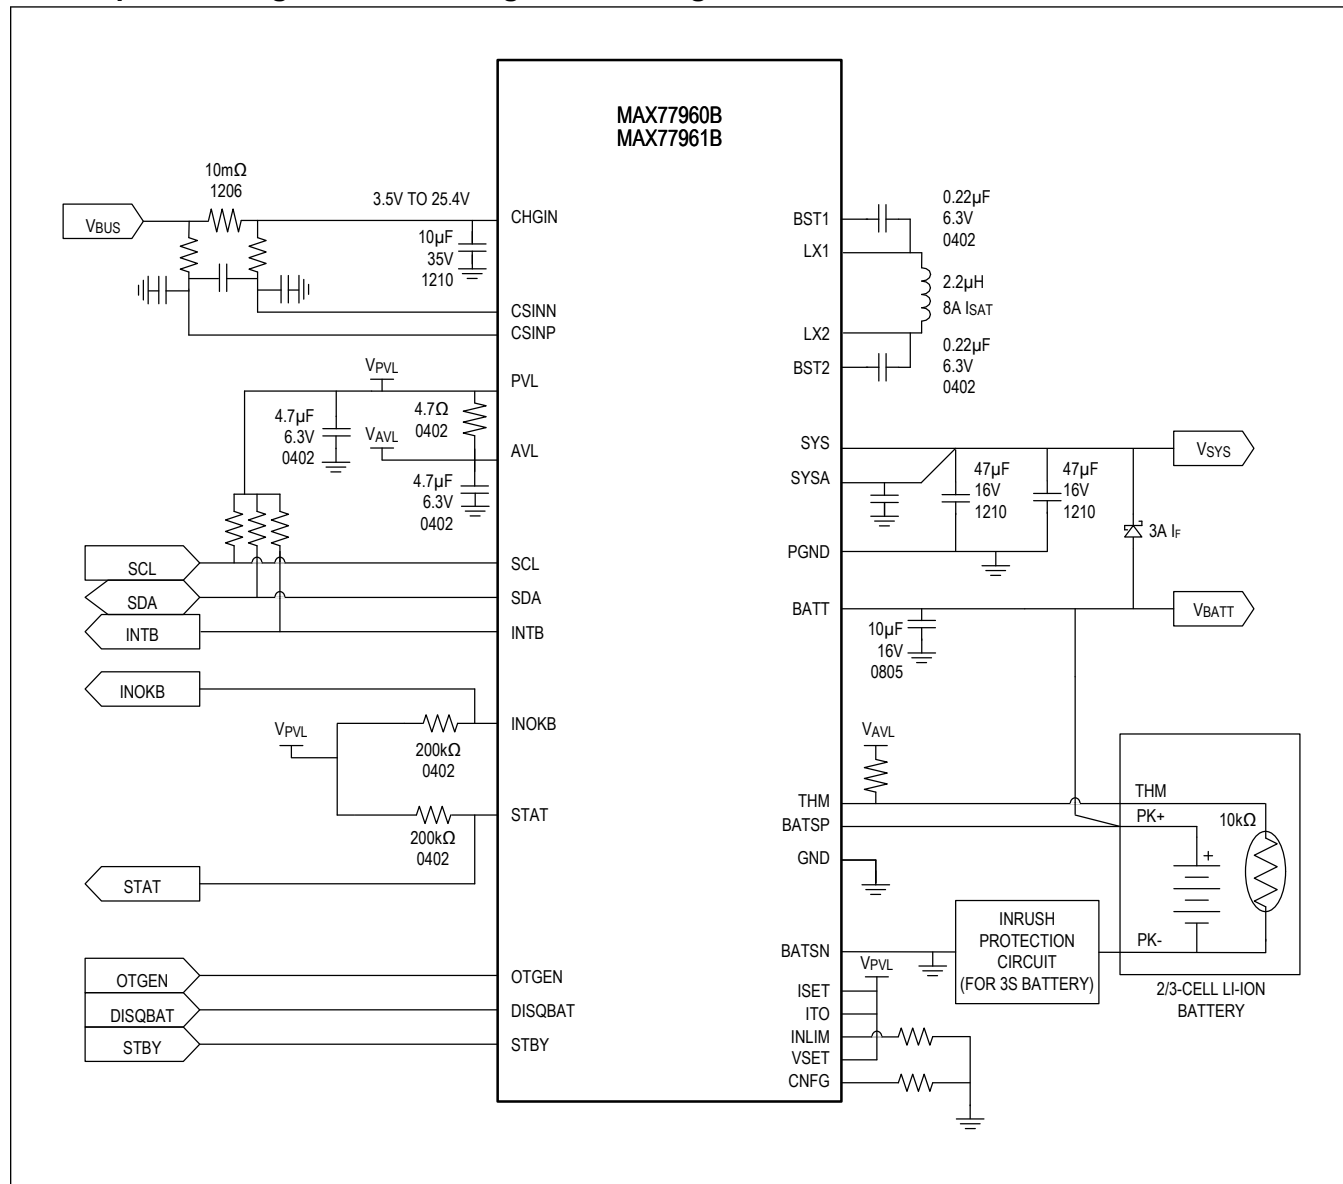 MAX77960B
MAX77961B
10mΩ
1206
3.5V TO 25.4V
VBUS
CHGIN
10µF
35V
1210
CSINN
CSINP
VPVL
PVL
4.7µF
6.3V
0402
4.7Ω
0402
VAVL
AVL
4.7µF
6.3V
0402
SCL
SCL
SDA
SDA
INTB
INTB
INOKB
INOKB
VPVL
200kΩ
0402
STAT
200kΩ
0402
STAT
OTGEN
OTGEN
DISQBAT
DISQBAT
STBY
STBY
BST1
0.22µF
6.3V
0402
LX1
2.2µH
8A ISAT
LX2
0.22µF
6.3V
0402
BST2
SYS
VSYS
SYSA
47µF
16V
1210
47µF
16V
1210
3A IF
PGND
BATT
VBATT
10µF
16V
0805
VAVL
THM
THM
BATSP
PK+
10kΩ
+
GND
INRUSH
PROTECTION
CIRCUIT
(FOR 3S BATTERY)
BATSN
PK-
2/3-CELL LI-ION
BATTERY
VPVL
ISET
ITO
INLIM
VSET
CNFG